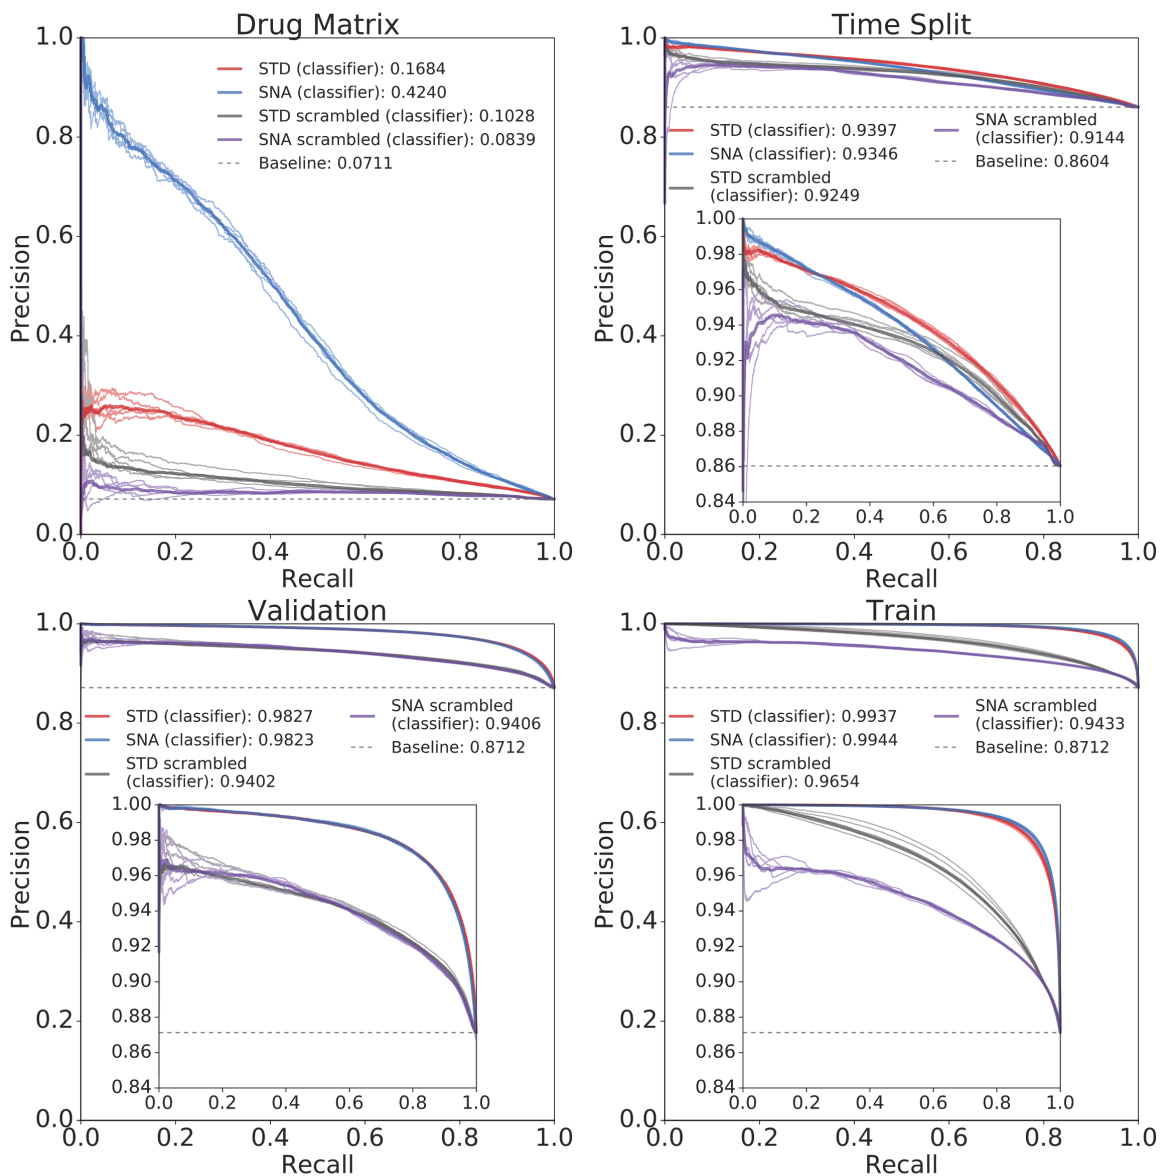 Drug Matrix
1.0
0.8
0.6
0.4
0.2
0.0
Precision
STD (classifier): 0.1684
SNA (classifier): 0.4240
STD scrambled (classifier): 0.1028
SNA scrambled (classifier): 0.0839
Baseline: 0.0711
0.0 0.2 0.4 0.6 0.8 1.0
Recall
Time Split
1.0
0.8
0.6
0.4
0.2
0.0
Precision
STD (classifier): 0.9397
SNA (classifier): 0.9346
STD scrambled
(classifier): 0.9249
SNA scrambled
(classifier): 0.9144
Baseline: 0.8604
1.00
0.98
0.96
0.94
0.92
0.90
0.88
0.86
0.84
0.0 0.2 0.4 0.6 0.8 1.0
0.0 0.2 0.4 0.6 0.8 1.0
Recall
Validation
1.0
0.8
0.6
0.4
0.2
0.0
Precision
STD (classifier): 0.9827
SNA (classifier): 0.9823
STD scrambled
(classifier): 0.9402
SNA scrambled
(classifier): 0.9406
Baseline: 0.8712
1.00
0.98
0.96
0.94
0.92
0.90
0.88
0.86
0.84
0.0 0.2 0.4 0.6 0.8 1.0
0.0 0.2 0.4 0.6 0.8 1.0
Recall
Train
1.0
0.8
0.6
0.4
0.2
0.0
Precision
STD (classifier): 0.9937
SNA (classifier): 0.9944
STD scrambled
(classifier): 0.9654
SNA scrambled
(classifier): 0.9433
Baseline: 0.8712
1.00
0.98
0.96
0.94
0.92
0.90
0.88
0.86
0.84
0.0 0.2 0.4 0.6 0.8 1.0
0.0 0.2 0.4 0.6 0.8 1.0
Recall